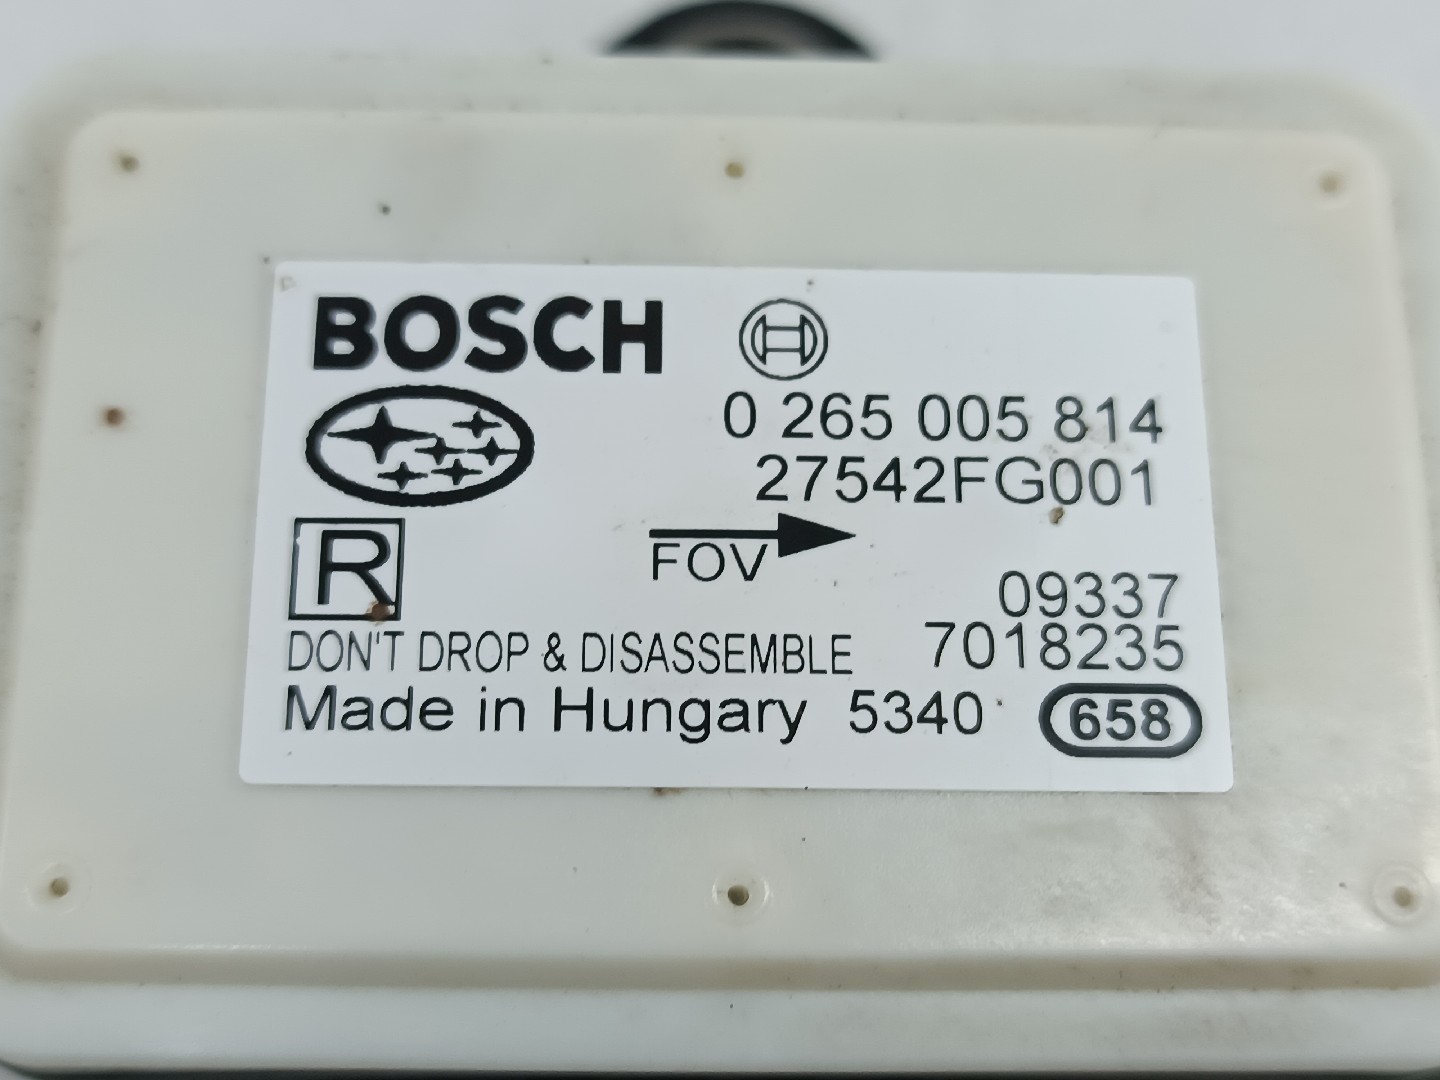 BOSCH
0 265 005 814
27542FG001
R
FOV
09337
DON'T DROP & DISASSEMBLE 7018235
Made in Hungary 5340 658